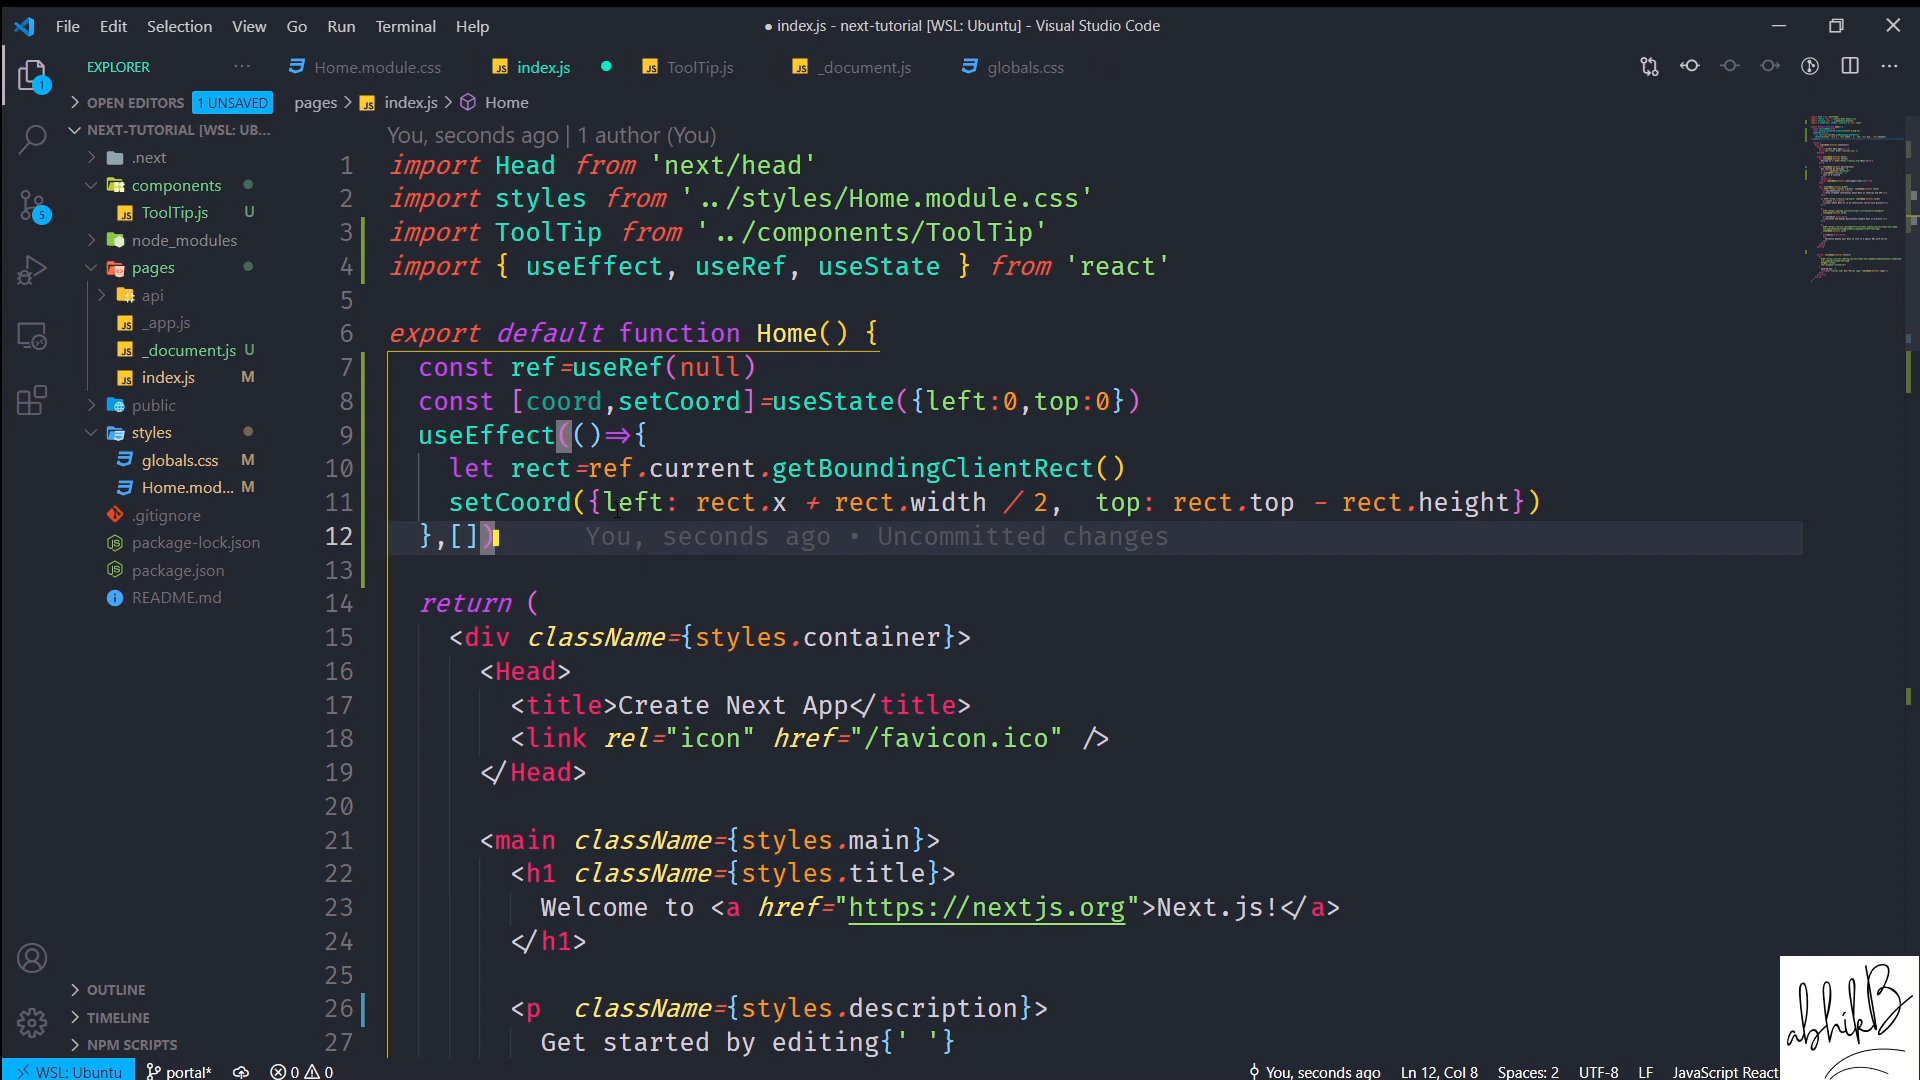 File Edit Selection View Go Run Terminal Help
● index.js - next-tutorial [WSL: Ubuntu] - Visual Studio Code
EXPLORER
Home.module.css index.js ToolTip.js _document.js globals.css
OPEN EDITORS 1 UNSAVED
pages > index.js > Home
NEXT-TUTORIAL [WSL: UB...
.next
components
ToolTip.js U
node_modules
pages
api
_app.js
_document.js U
index.js M
public
styles
globals.css M
Home.mod... M
.gitignore
package-lock.json
package.json
README.md
OUTLINE
TIMELINE
NPM SCRIPTS
1
5
You, seconds ago | 1 author (You)
1 import Head from 'next/head'
2 import styles from '../styles/Home.module.css'
3 import ToolTip from '../components/ToolTip'
4 import { useEffect, useRef, useState } from 'react'
5
6 export default function Home() {
7 const ref=useRef(null)
8 const [coord,setCoord]=useState({left:0,top:0})
9 useEffect(()=>{
10 let rect=ref.current.getBoundingClientRect()
11 setCoord({left: rect.x + rect.width / 2,  top: rect.top - rect.height})
12 },[]) You, seconds ago • Uncommitted changes
13
14 return (
15 <div className={styles.container}>
16 <Head>
17 <title>Create Next App</title>
18 <link rel="icon" href="/favicon.ico" />
19 </Head>
20
21 <main className={styles.main}>
22 <h1 className={styles.title}>
23 Welcome to <a href="https://nextjs.org">Next.js!</a>
24 </h1>
25
26 <p  className={styles.description}>
27 Get started by editing{' '}
abhikB
WSL: Ubuntu portal* 0 0 You, seconds ago Ln 12, Col 8 Spaces: 2 UTF-8 LF JavaScript React